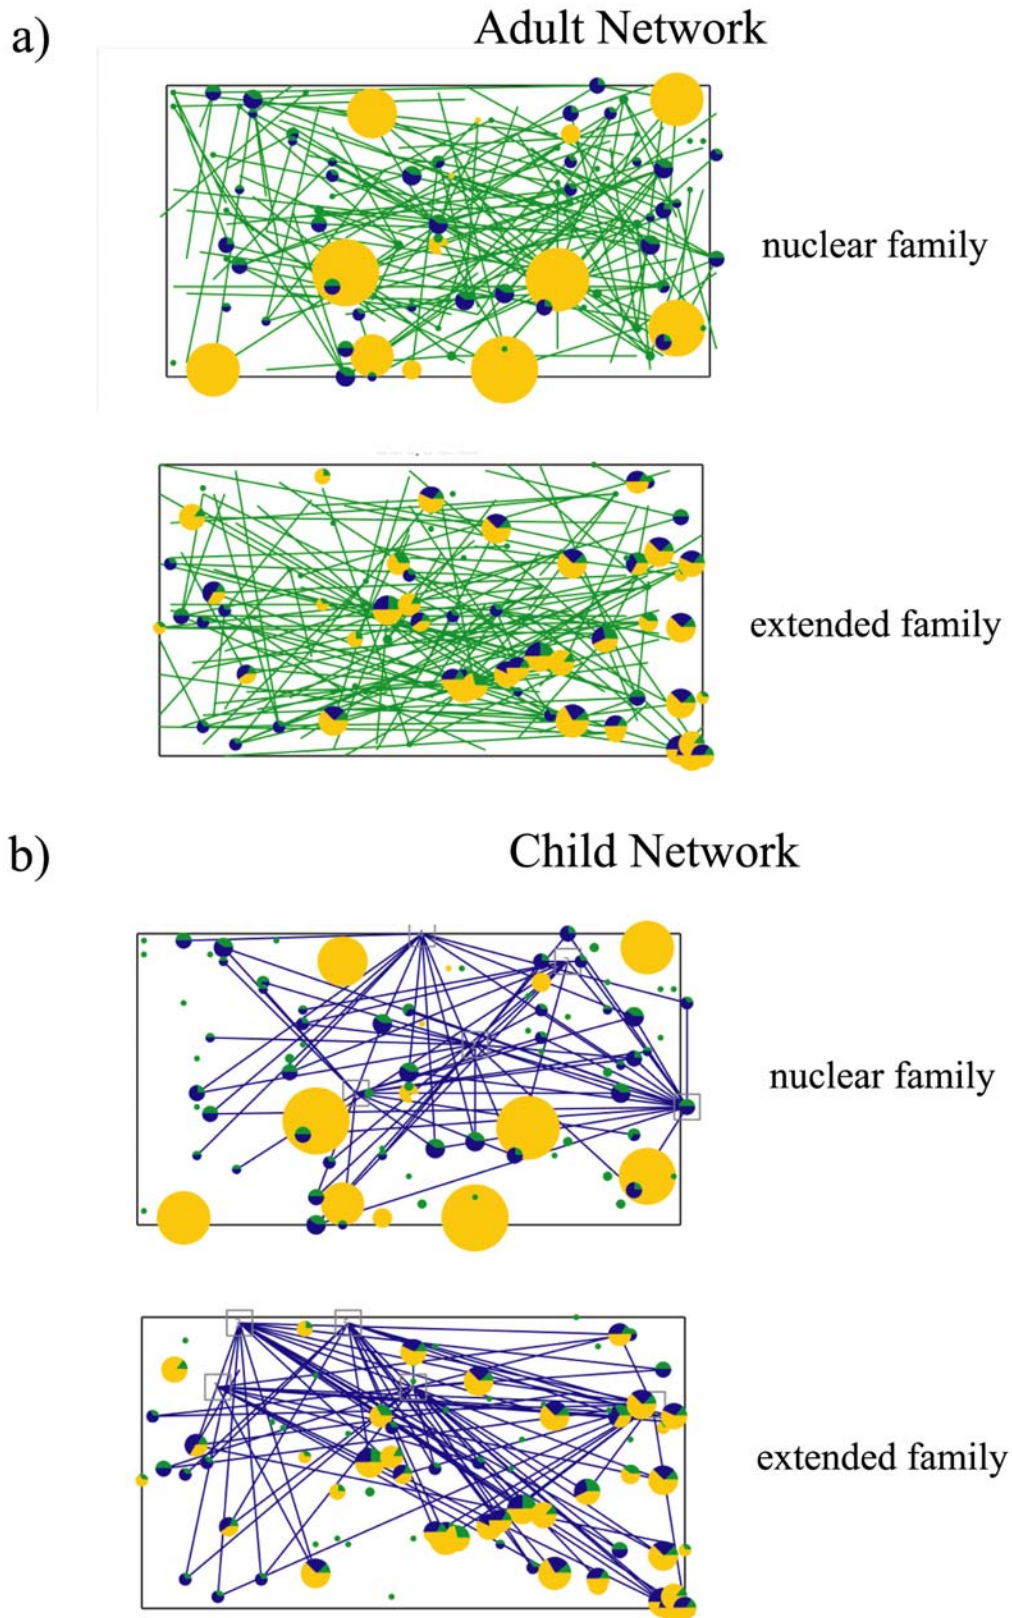 a)
Adult Network
nuclear family
extended family
b)
Child Network
nuclear family
extended family